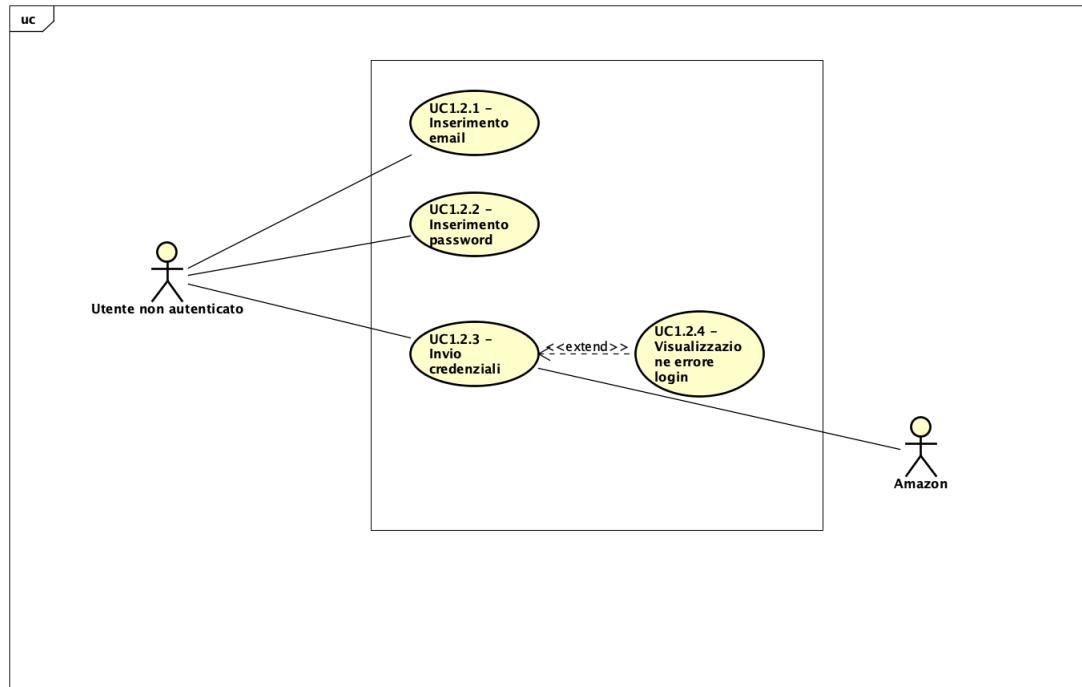 uc
UC1.2.1 –
Inserimento
email
UC1.2.2 –
Inserimento
password
Utente non autenticato
UC1.2.3 –
Invio
credenziali
<<extend>>
UC1.2.4 –
Visualizzazio
ne errore
login
Amazon